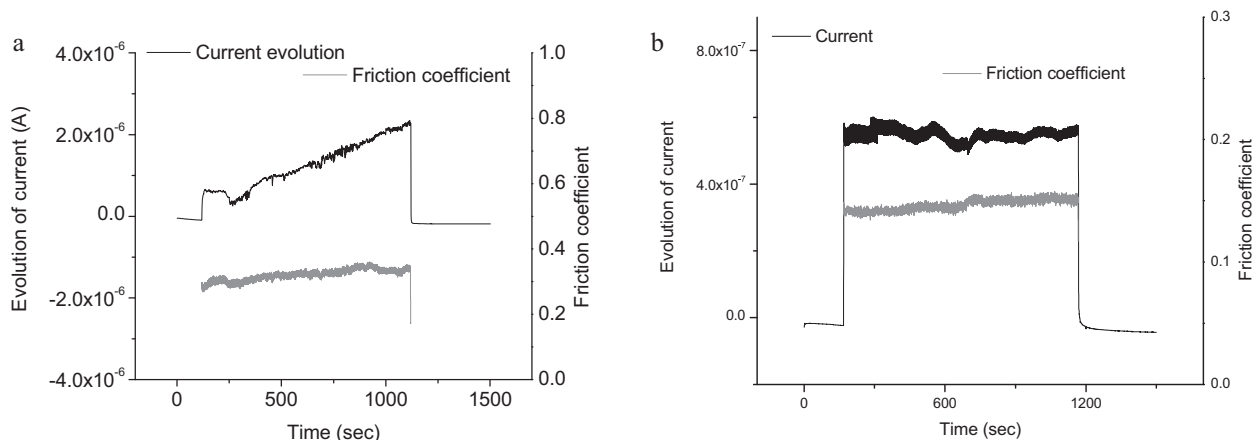 a
Current evolution
Friction coefficient
4.0x10⁻⁶
2.0x10⁻⁶
0.0
-2.0x10⁻⁶
-4.0x10⁻⁶
Evolution of current (A)
1.0
0.8
0.6
0.4
0.2
0.0
Friction coefficient
0
500
1000
1500
Time (sec)
b
Current
Friction coefficient
8.0x10⁻⁷
4.0x10⁻⁷
0.0
Evolution of current
0.3
0.2
0.1
0.0
Friction coefficient
0
600
1200
Time (sec)